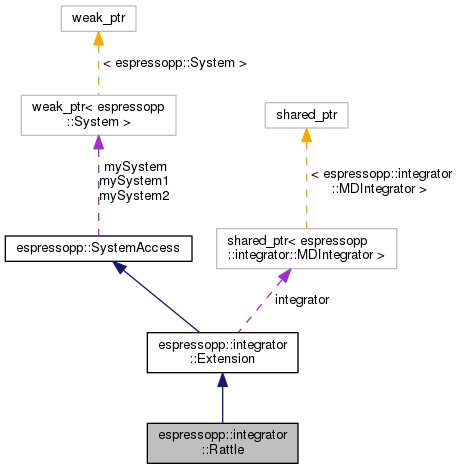 weak_ptr
< espressopp::System >
weak_ptr< espressopp
::System >
shared_ptr
mySystem
mySystem1
mySystem2
< espressopp::integrator
::MDIntegrator >
espressopp::SystemAccess
shared_ptr< espressopp
::integrator::MDIntegrator >
integrator
espressopp::integrator
::Extension
espressopp::integrator
::Rattle